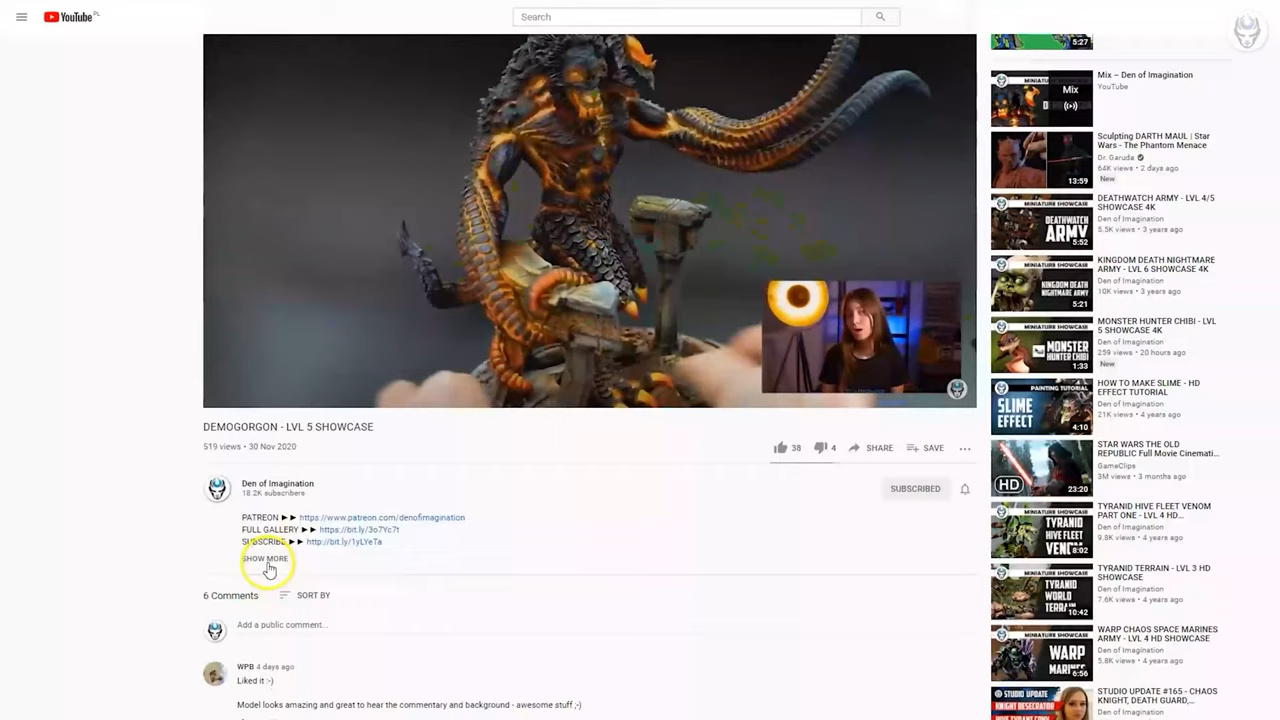 YouTube PL
Search
DEMOGORGON - LVL 5 SHOWCASE
519 views • 30 Nov 2020
38
4
SHARE
SAVE
Den of Imagination
18.2K subscribers
SUBSCRIBED
PATREON ►► https://www.patreon.com/denofimagination
FULL GALLERY ►► https://bit.ly/3o7Yc7t
SUBSCRIBE ►► http://bit.ly/1yLYeTa
SHOW MORE
6 Comments
SORT BY
Add a public comment...
WPB 4 days ago
Liked it :-)
Model looks amazing and great to hear the commentary and background - awesome stuff ;-)
5:27
Mix
Mix – Den of Imagination
YouTube
13:59
Sculpting DARTH MAUL | Star
Wars - The Phantom Menace
Dr. Garuda
64K views • 2 days ago
New
MINIATURE SHOWCASE
DEATHWATCH
ARMY
5:52
DEATHWATCH ARMY - LVL 4/5
SHOWCASE 4K
Den of Imagination
5.5K views • 3 years ago
MINIATURE SHOWCASE
KINGDOM DEATH
NIGHTMARE
ARMY
5:21
KINGDOM DEATH NIGHTMARE
ARMY - LVL 6 SHOWCASE 4K
Den of Imagination
10K views • 3 years ago
MINIATURE SHOWCASE
MONSTER
HUNTER CHIBI
1:33
MONSTER HUNTER CHIBI - LVL
5 SHOWCASE 4K
Den of Imagination
259 views • 20 hours ago
New
PAINTING TUTORIAL
SLIME
EFFECT
4:10
HOW TO MAKE SLIME - HD
EFFECT TUTORIAL
Den of Imagination
21K views • 4 years ago
HD
23:20
STAR WARS THE OLD
REPUBLIC Full Movie Cinemati...
GameClips
3M views • 3 months ago
MINIATURE SHOWCASE
TYRANID
HIVE FLEET
8:02
TYRANID HIVE FLEET VENOM
PART ONE - LVL 4 HD...
Den of Imagination
9.8K views • 4 years ago
MINIATURE SHOWCASE
TYRANID
WORLD
10:42
TYRANID TERRAIN - LVL 3 HD
SHOWCASE
Den of Imagination
7.6K views • 4 years ago
MINIATURE SHOWCASE
WARP
6:56
WARP CHAOS SPACE MARINES
ARMY - LVL 4 HD SHOWCASE
Den of Imagination
5.8K views • 4 years ago
STUDIO UPDATE
KNIGHT DESECRATOR
STUDIO UPDATE #165 - CHAOS
KNIGHT, DEATH GUARD,...
Den of Imagination